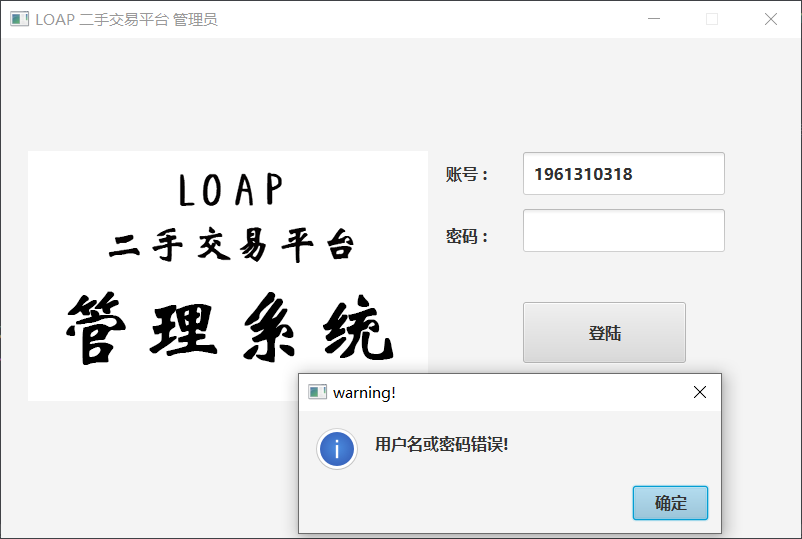 LOAP 二手交易平台 管理员
LOAP
二手交易平台
管理系统
账号：
1961310318
密码：
登陆
warning!
用户名或密码错误!
确定